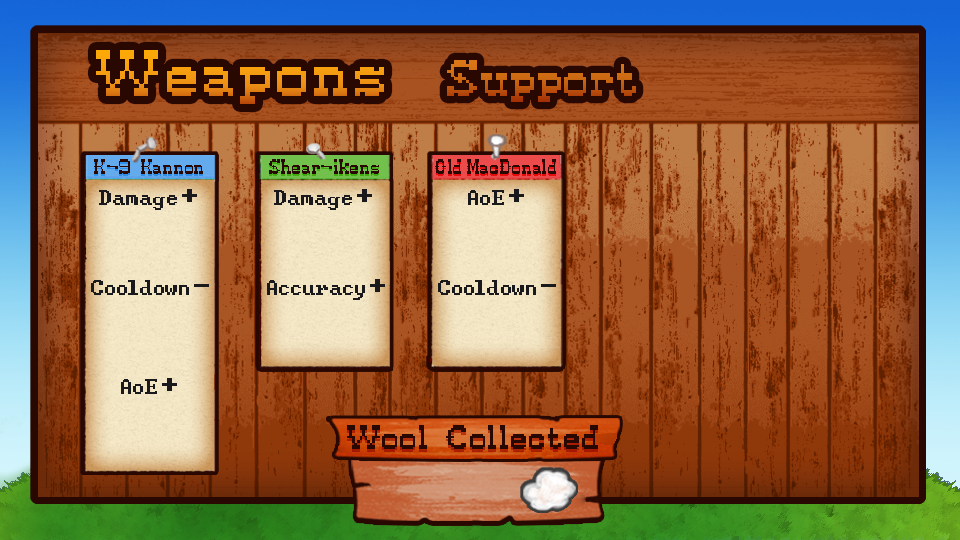 Weapons Support
K-9 Kannon
Damage+
Cooldown-
AoE+
Shear-ikens
Damage+
Accuracy+
Old MacDonald
AoE+
Cooldown-
Wool Collected